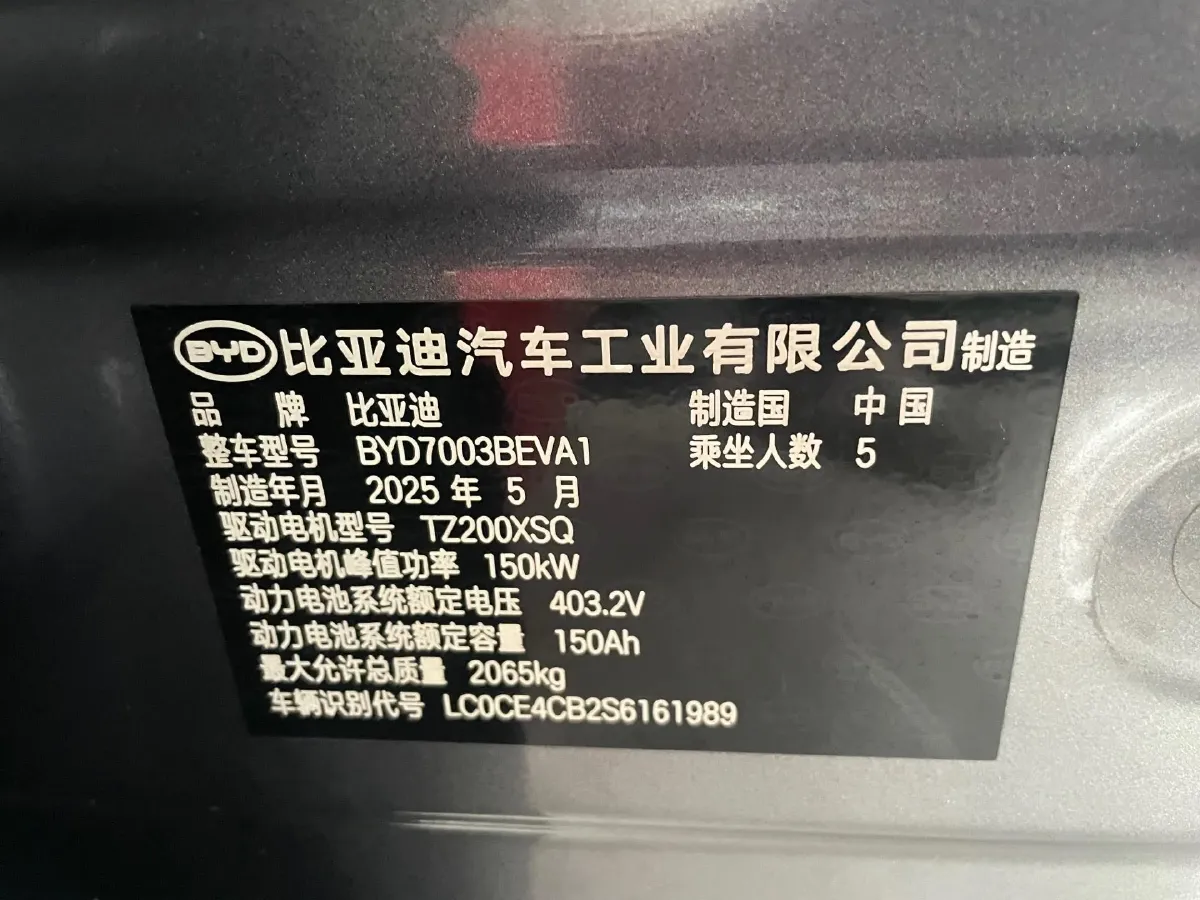 BYD 比亚迪汽车工业有限公司制造
品 牌 比亚迪 制造国 中国
整车型号 BYD7003BEVA1 乘坐人数 5
制造年月 2025 年 5 月
驱动电机型号 TZ200XSQ
驱动电机峰值功率 150kW
动力电池系统额定电压 403.2V
动力电池系统额定容量 150Ah
最大允许总质量 2065kg
车辆识别代号 LC0CE4CB2S6161989